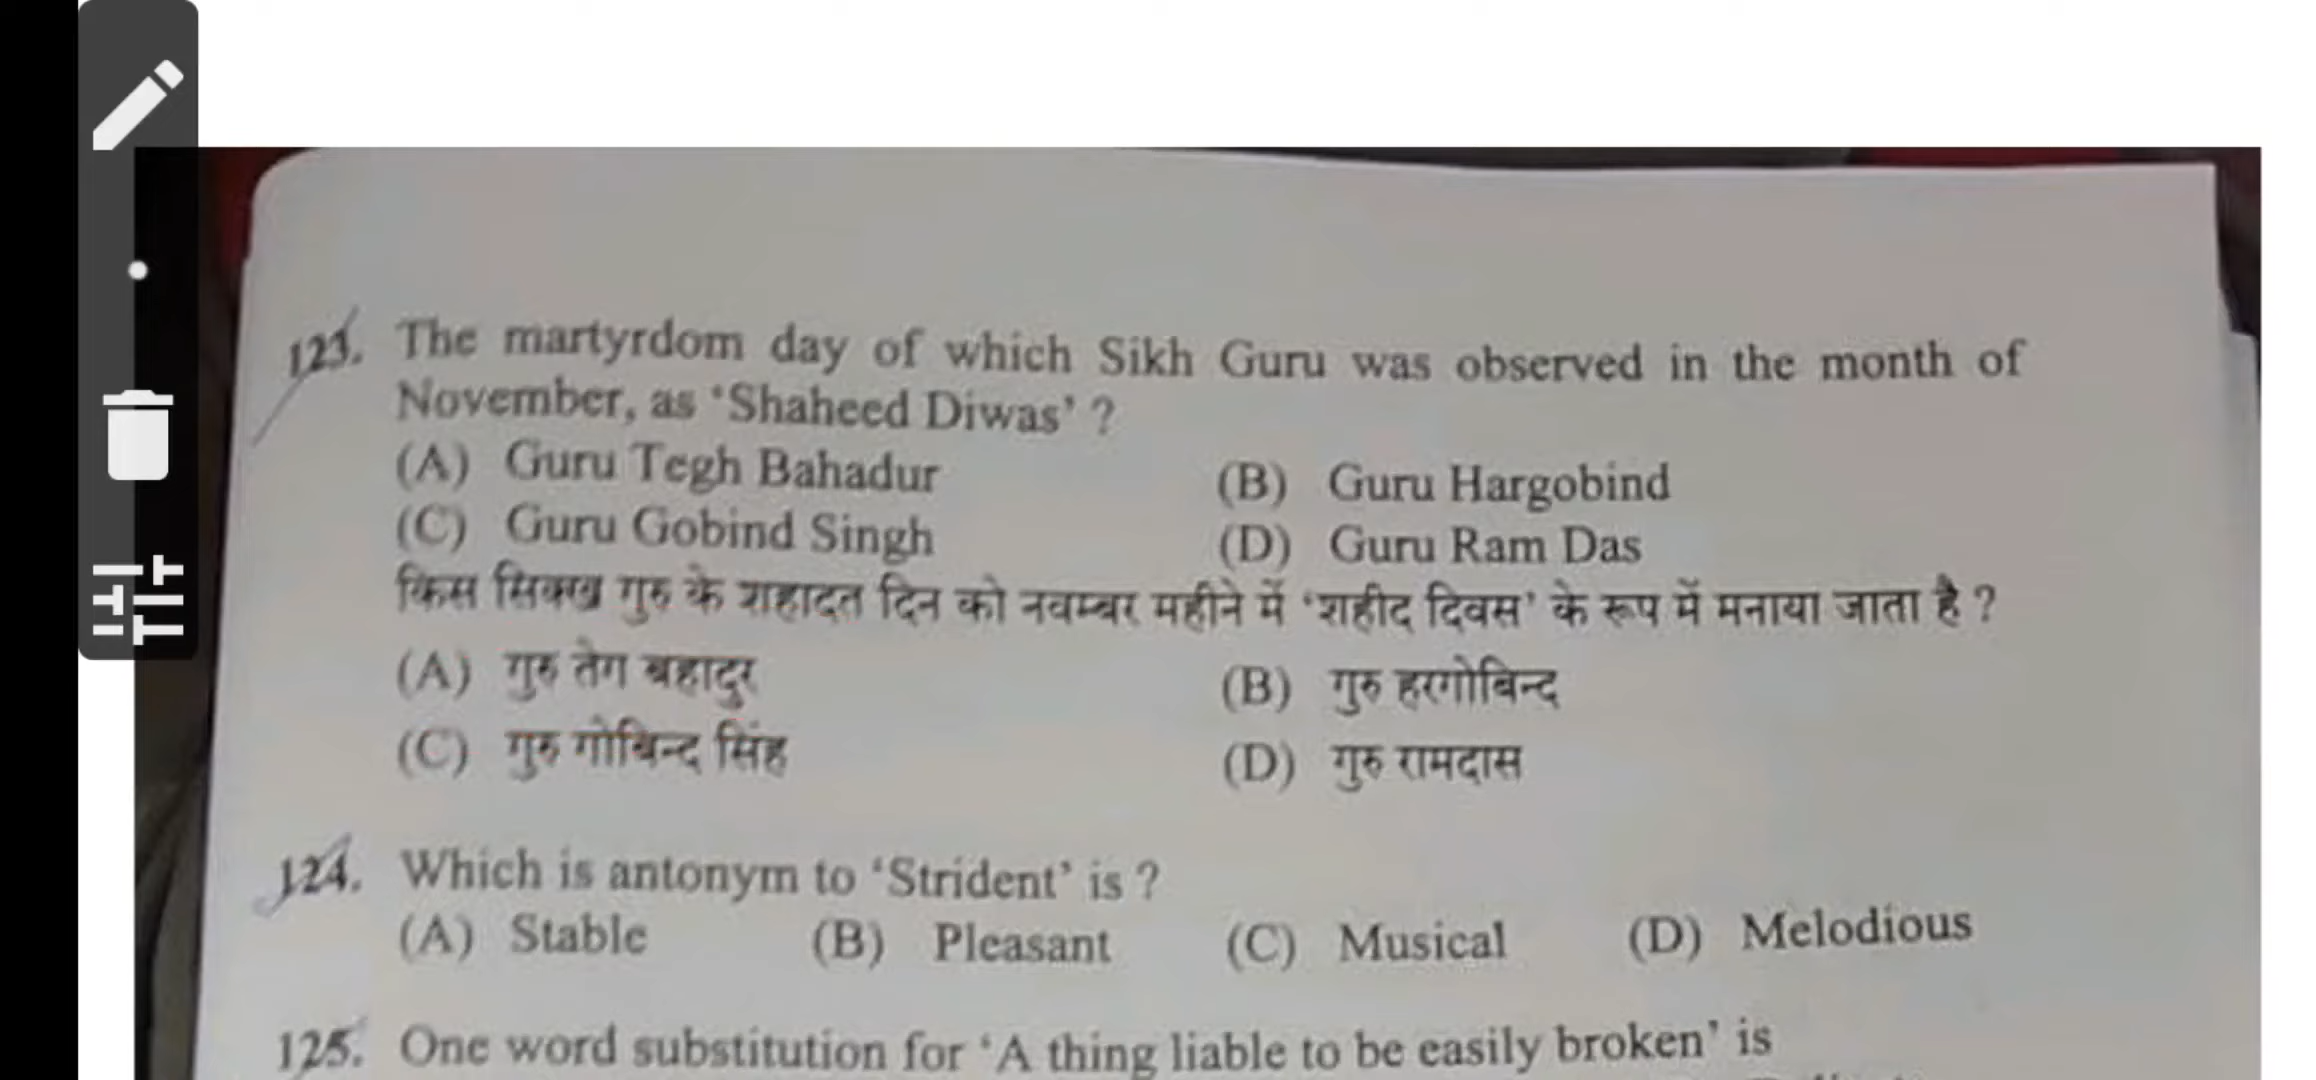 123. The martyrdom day of which Sikh Guru was observed in the month of
November, as ‘Shaheed Diwas’ ?
(A) Guru Tegh Bahadur (B) Guru Hargobind
(C) Guru Gobind Singh (D) Guru Ram Das
किस सिक्ख गुरु के शहादत दिन को नवम्बर महीने में ‘शहीद दिवस’ के रूप में मनाया जाता है ?
(A) गुरु तेग बहादुर (B) गुरु हरगोबिन्द
(C) गुरु गोबिन्द सिंह (D) गुरु रामदास
124. Which is antonym to ‘Strident’ is ?
(A) Stable (B) Pleasant (C) Musical (D) Melodious
125. One word substitution for ‘A thing liable to be easily broken’ is